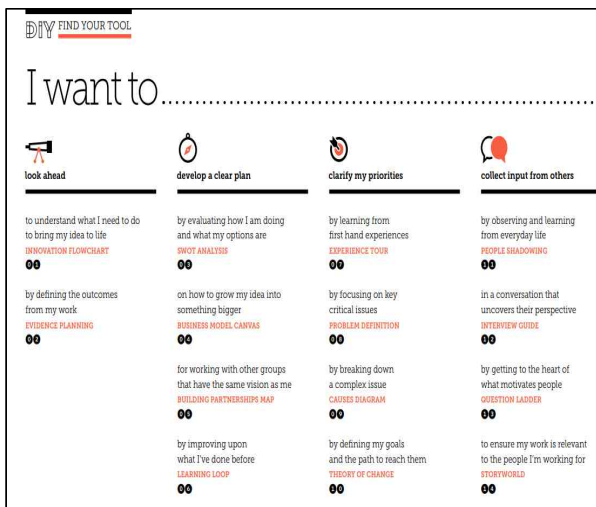 DIY FIND YOUR TOOL
I want to..........................................................................
look ahead
to understand what I need to do
to bring my idea to life
INNOVATION FLOWCHART
01
by defining the outcomes
from my work
EVIDENCE PLANNING
02
develop a clear plan
by evaluating how I am doing
and what my options are
SWOT ANALYSIS
03
on how to grow my idea into
something bigger
BUSINESS MODEL CANVAS
04
for working with other groups
that have the same vision as me
BUILDING PARTNERSHIPS MAP
05
by improving upon
what I've done before
LEARNING LOOP
06
clarify my priorities
by learning from
first hand experiences
EXPERIENCE TOUR
07
by focusing on key
critical issues
PROBLEM DEFINITION
08
by breaking down
a complex issue
CAUSES DIAGRAM
09
by defining my goals
and the path to reach them
THEORY OF CHANGE
10
collect input from others
by observing and learning
from everyday life
PEOPLE SHADOWING
11
in a conversation that
uncovers their perspective
INTERVIEW GUIDE
12
by getting to the heart of
what motivates people
QUESTION LADDER
13
to ensure my work is relevant
to the people I'm working for
STORYWORLD
14